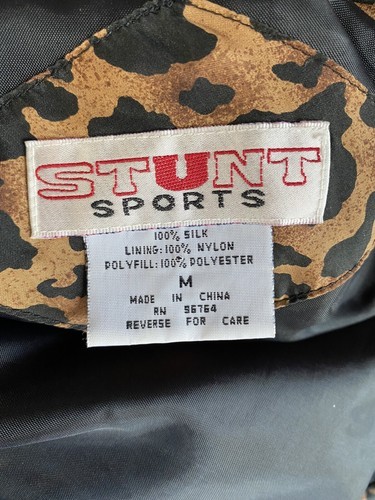 STUNT
SPORTS
100% SILK
LINING:100% NYLON
POLYFILL:100% POLYESTER
M
MADE IN CHINA
RN 96764
REVERSE FOR CARE